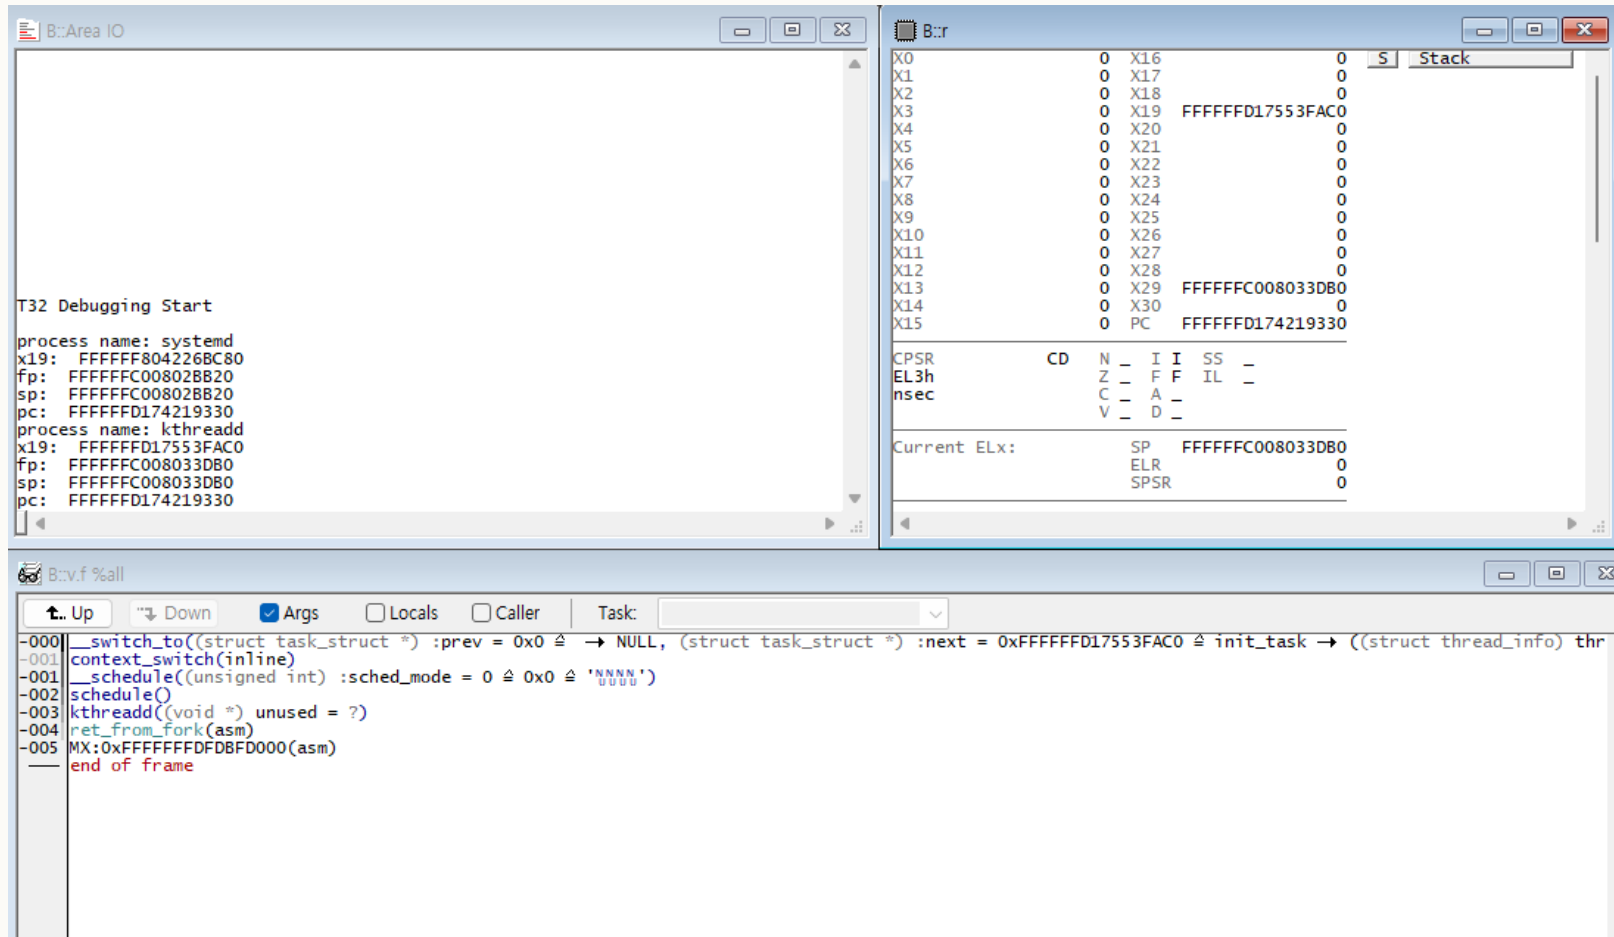 B::Area IO
T32 Debugging Start
process name: systemd
x19:  FFFFFF804226BC80
fp:  FFFFFFC00802BB20
sp:  FFFFFFC00802BB20
pc:  FFFFFFD174219330
process name: kthreadd
x19:  FFFFFFD17553FAC0
fp:  FFFFFFC008033DB0
sp:  FFFFFFC008033DB0
pc:  FFFFFFD174219330
B::r
X0 0 X16 0 S Stack
X1 0 X17 0
X2 0 X18 0
X3 0 X19 FFFFFFD17553FAC0
X4 0 X20 0
X5 0 X21 0
X6 0 X22 0
X7 0 X23 0
X8 0 X24 0
X9 0 X25 0
X10 0 X26 0
X11 0 X27 0
X12 0 X28 0
X13 0 X29 FFFFFFC008033DB0
X14 0 X30 0
X15 0 PC FFFFFFD174219330
CPSR CD N _ I I SS _
EL3h Z _ F F IL _
nsec C _ A _
V _ D _
Current ELx: SP FFFFFFC008033DB0
ELR 0
SPSR 0
B::v.f %all
Up Down Args Locals Caller Task:
-000 __switch_to((struct task_struct *) :prev = 0x0 ≙ → NULL, (struct task_struct *) :next = 0xFFFFFFD17553FAC0 ≙ init_task → ((struct thread_info) thr
-001 context_switch(inline)
-001 __schedule((unsigned int) :sched_mode = 0 ≙ 0x0 ≙ '␀␀␀␀')
-002 schedule()
-003 kthreadd((void *) unused = ?)
-004 ret_from_fork(asm)
-005 MX:0xFFFFFFFDFDBFD000(asm)
end of frame